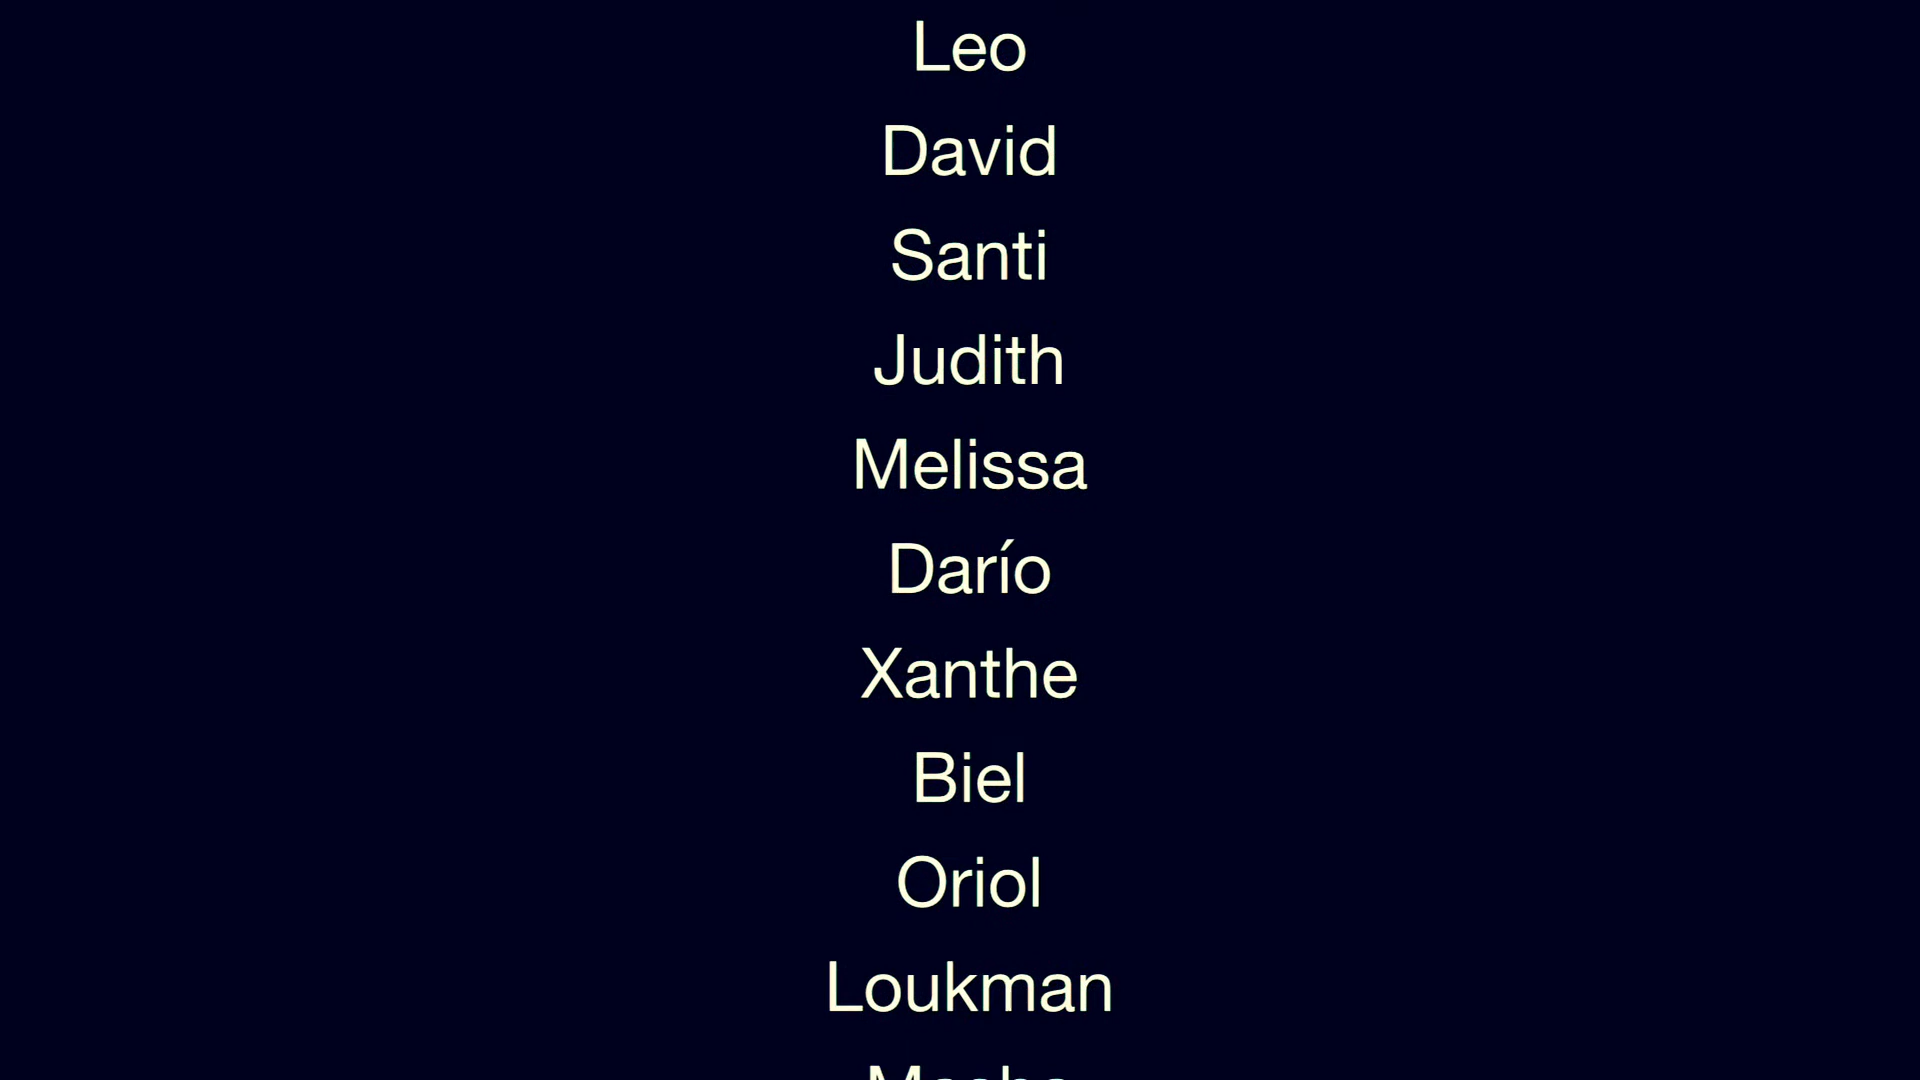 Leo
David
Santi
Judith
Melissa
Darío
Xanthe
Biel
Oriol
Loukman